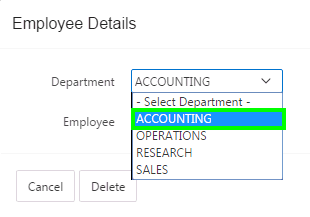 Employee Details
Department ACCOUNTING
- Select Department -
ACCOUNTING
Employee
OPERATIONS
RESEARCH
SALES
Cancel Delete